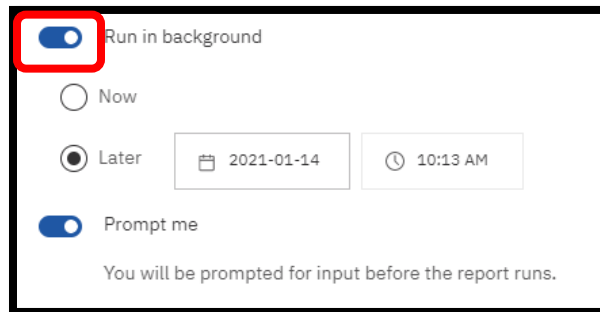 Run in background
Now
Later 2021-01-14 10:13 AM
Prompt me
You will be prompted for input before the report runs.